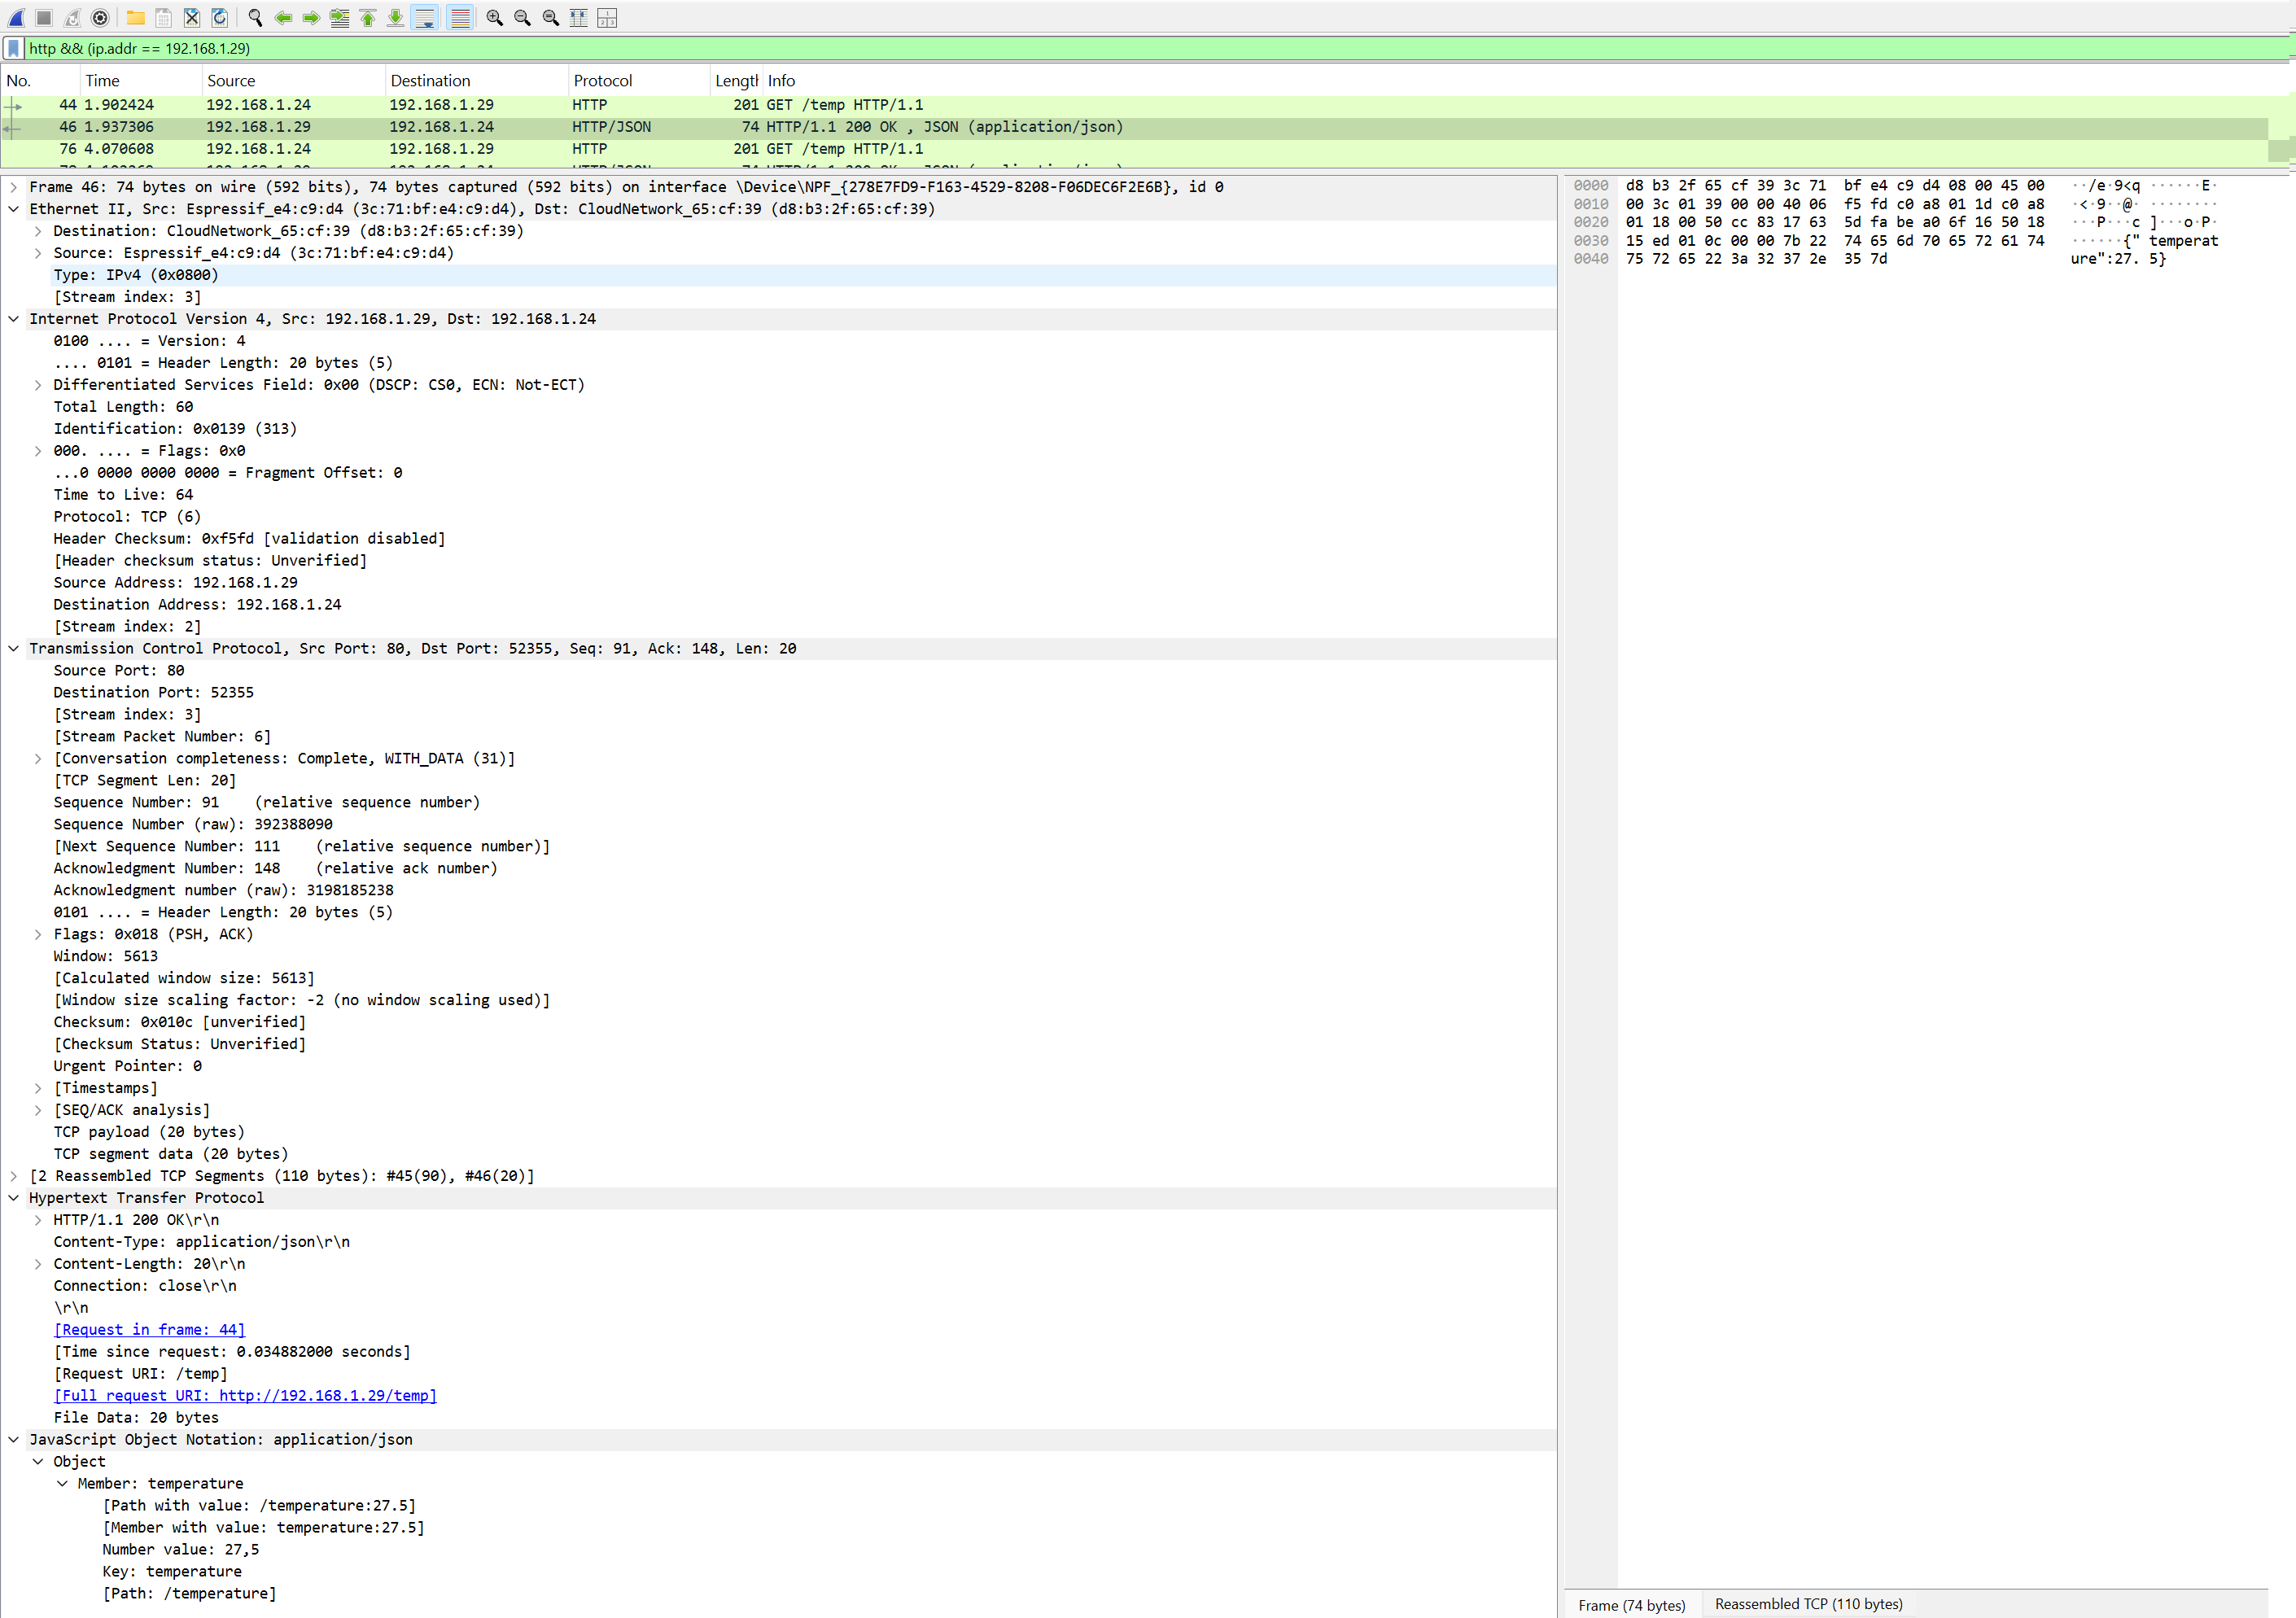 http && (ip.addr == 192.168.1.29)
No. Time Source Destination Protocol Length Info
44 1.902424 192.168.1.24 192.168.1.29 HTTP 201 GET /temp HTTP/1.1
46 1.937306 192.168.1.29 192.168.1.24 HTTP/JSON 74 HTTP/1.1 200 OK , JSON (application/json)
76 4.070608 192.168.1.24 192.168.1.29 HTTP 201 GET /temp HTTP/1.1
Frame 46: 74 bytes on wire (592 bits), 74 bytes captured (592 bits) on interface \Device\NPF_{278E7FD9-F163-4529-8208-F06DEC6F2E6B}, id 0
Ethernet II, Src: Espressif_e4:c9:d4 (3c:71:bf:e4:c9:d4), Dst: CloudNetwork_65:cf:39 (d8:b3:2f:65:cf:39)
Destination: CloudNetwork_65:cf:39 (d8:b3:2f:65:cf:39)
Source: Espressif_e4:c9:d4 (3c:71:bf:e4:c9:d4)
Type: IPv4 (0x0800)
[Stream index: 3]
Internet Protocol Version 4, Src: 192.168.1.29, Dst: 192.168.1.24
0100 .... = Version: 4
.... 0101 = Header Length: 20 bytes (5)
Differentiated Services Field: 0x00 (DSCP: CS0, ECN: Not-ECT)
Total Length: 60
Identification: 0x0139 (313)
000. .... = Flags: 0x0
...0 0000 0000 0000 = Fragment Offset: 0
Time to Live: 64
Protocol: TCP (6)
Header Checksum: 0xf5fd [validation disabled]
[Header checksum status: Unverified]
Source Address: 192.168.1.29
Destination Address: 192.168.1.24
[Stream index: 2]
Transmission Control Protocol, Src Port: 80, Dst Port: 52355, Seq: 91, Ack: 148, Len: 20
Source Port: 80
Destination Port: 52355
[Stream index: 3]
[Stream Packet Number: 6]
[Conversation completeness: Complete, WITH_DATA (31)]
[TCP Segment Len: 20]
Sequence Number: 91    (relative sequence number)
Sequence Number (raw): 392388090
[Next Sequence Number: 111    (relative sequence number)]
Acknowledgment Number: 148    (relative ack number)
Acknowledgment number (raw): 3198185238
0101 .... = Header Length: 20 bytes (5)
Flags: 0x018 (PSH, ACK)
Window: 5613
[Calculated window size: 5613]
[Window size scaling factor: -2 (no window scaling used)]
Checksum: 0x010c [unverified]
[Checksum Status: Unverified]
Urgent Pointer: 0
[Timestamps]
[SEQ/ACK analysis]
TCP payload (20 bytes)
TCP segment data (20 bytes)
[2 Reassembled TCP Segments (110 bytes): #45(90), #46(20)]
Hypertext Transfer Protocol
HTTP/1.1 200 OK\r\n
Content-Type: application/json\r\n
Content-Length: 20\r\n
Connection: close\r\n
\r\n
[Request in frame: 44]
[Time since request: 0.034882000 seconds]
[Request URI: /temp]
[Full request URI: http://192.168.1.29/temp]
File Data: 20 bytes
JavaScript Object Notation: application/json
Object
Member: temperature
[Path with value: /temperature:27.5]
[Member with value: temperature:27.5]
Number value: 27,5
Key: temperature
[Path: /temperature]
0000 d8 b3 2f 65 cf 39 3c 71 bf e4 c9 d4 08 00 45 00 ··/e·9<q ······E·
0010 00 3c 01 39 00 00 40 06 f5 fd c0 a8 01 1d c0 a8 ·<·9··@· ········
0020 01 18 00 50 cc 83 17 63 5d fa be a0 6f 16 50 18 ···P···c ]···o·P·
0030 15 ed 01 0c 00 00 7b 22 74 65 6d 70 65 72 61 74 ······{" temperat
0040 75 72 65 22 3a 32 37 2e 35 7d ure":27. 5}
Frame (74 bytes) Reassembled TCP (110 bytes)